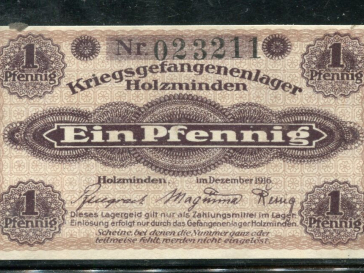 1 Nr. 023211 1
Pfennig Pfennig
Kriegsgefangenenlager
Holzminden
Ein Pfennig
Holzminden, im Dezember 1916
1 1
Pfennig Pfennig
Dieses Lagergeld gilt nur als Zahlungsmittel im Lager.
Einlösung erfolgt nur durch das Gefangenenlager Holzminden.
Scheine, bei denen die Nummer ganz oder
teilweise fehlt, werden nicht eingelöst.